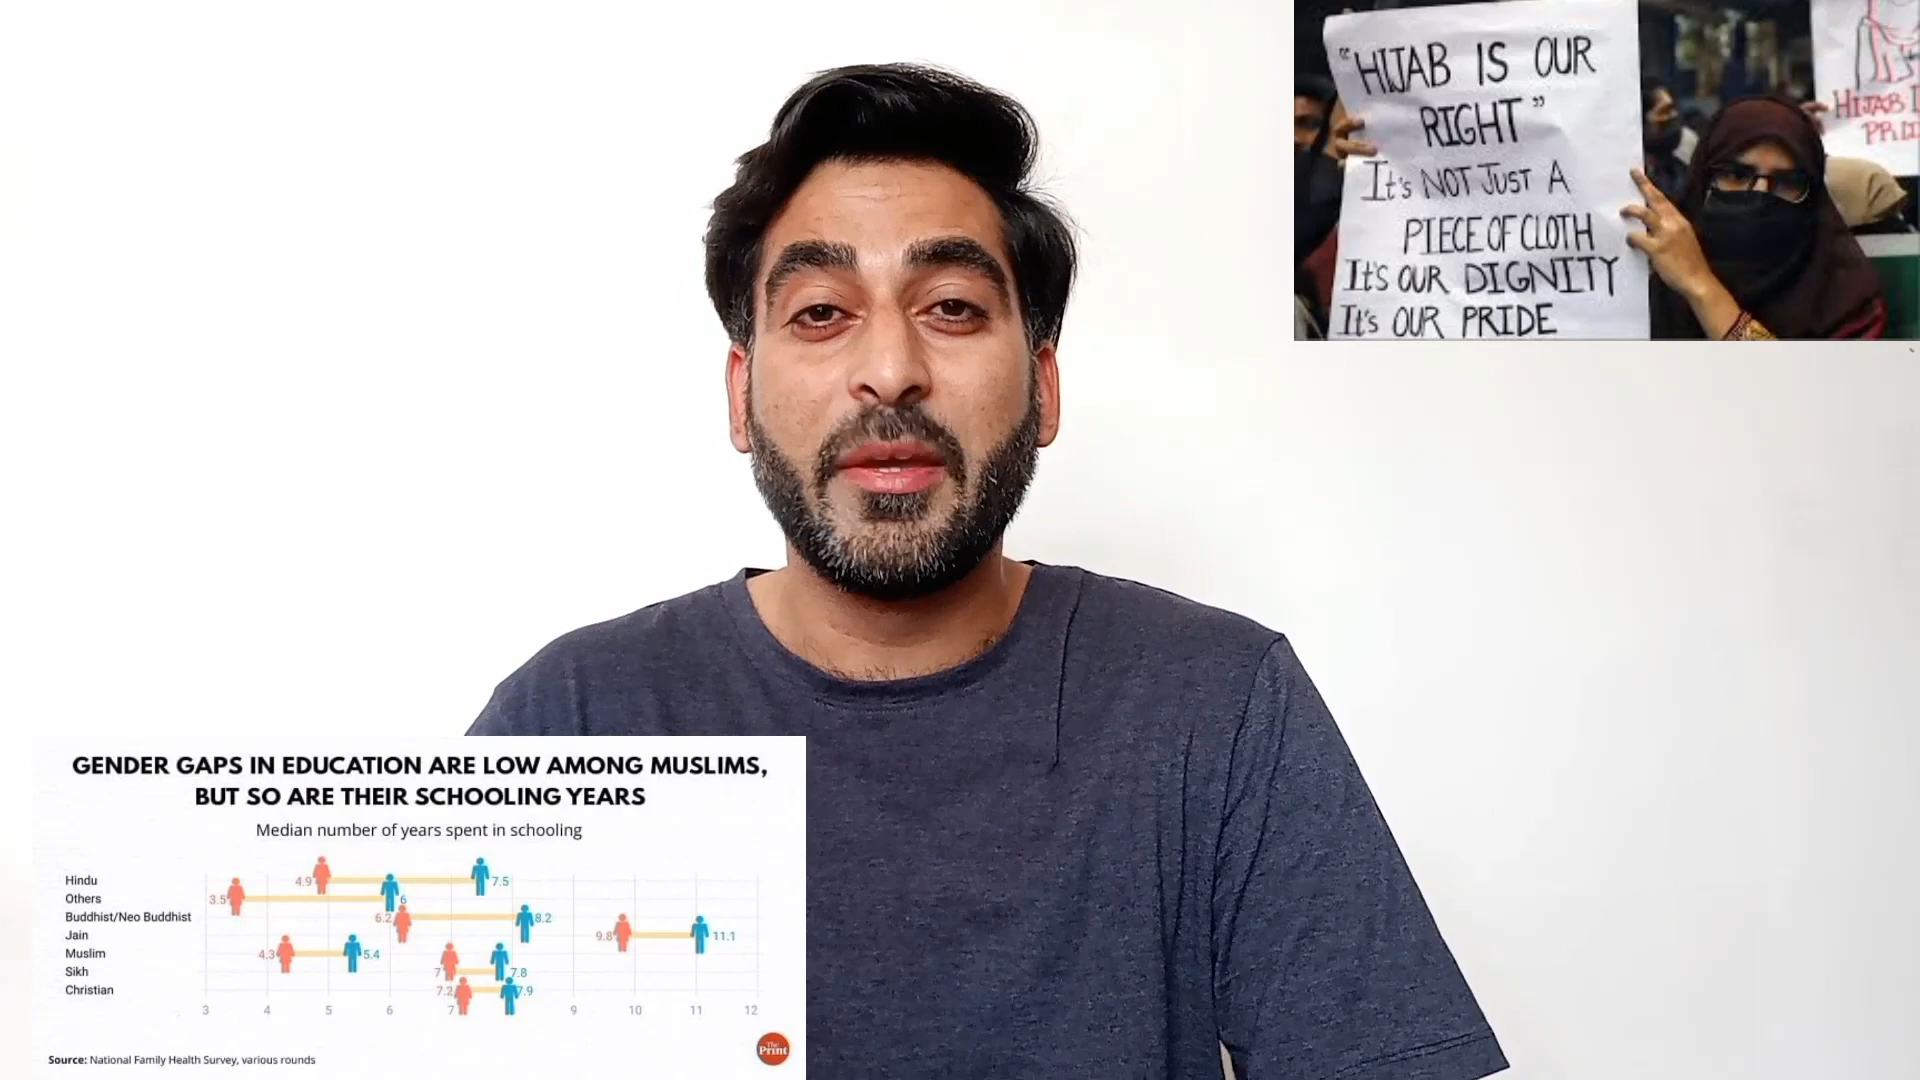 “HIJAB IS OUR
RIGHT”
It's NOT JUST A
PIECE OF CLOTH
It's OUR DIGNITY
It's OUR PRIDE
HIJAB
GENDER GAPS IN EDUCATION ARE LOW AMONG MUSLIMS,
BUT SO ARE THEIR SCHOOLING YEARS
Median number of years spent in schooling
Hindu 4.9 7.5
Others 3.5 6
Buddhist/Neo Buddhist 6.2 8.2
Jain 9.8 11.1
Muslim 4.3 5.4
Sikh 7 7.8
Christian 7.2 7.9
3 4 5 6 7 9 10 11 12
Source: National Family Health Survey, various rounds
The
Print